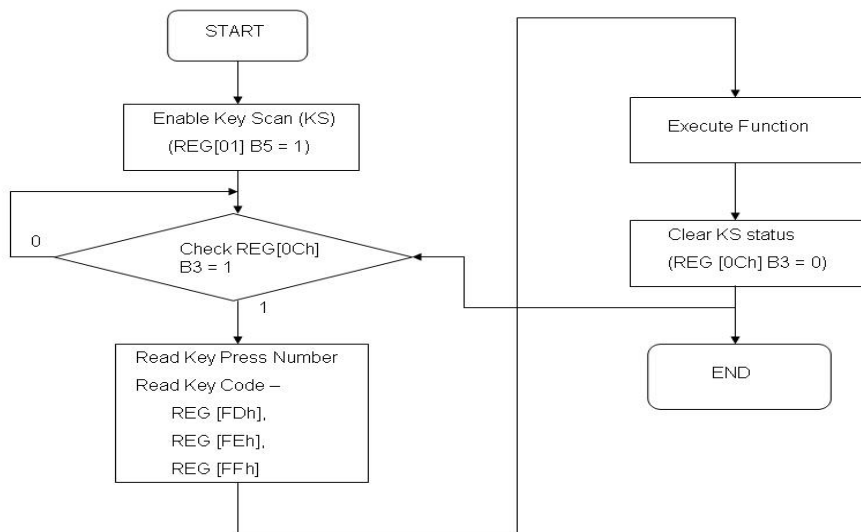 START
Enable Key Scan (KS)
(REG[01] B5 = 1)
0
Check REG[0Ch]
B3 = 1
1
Read Key Press Number
Read Key Code –
REG [FDh],
REG [FEh],
REG [FFh]
Execute Function
Clear KS status
(REG [0Ch] B3 = 0)
END